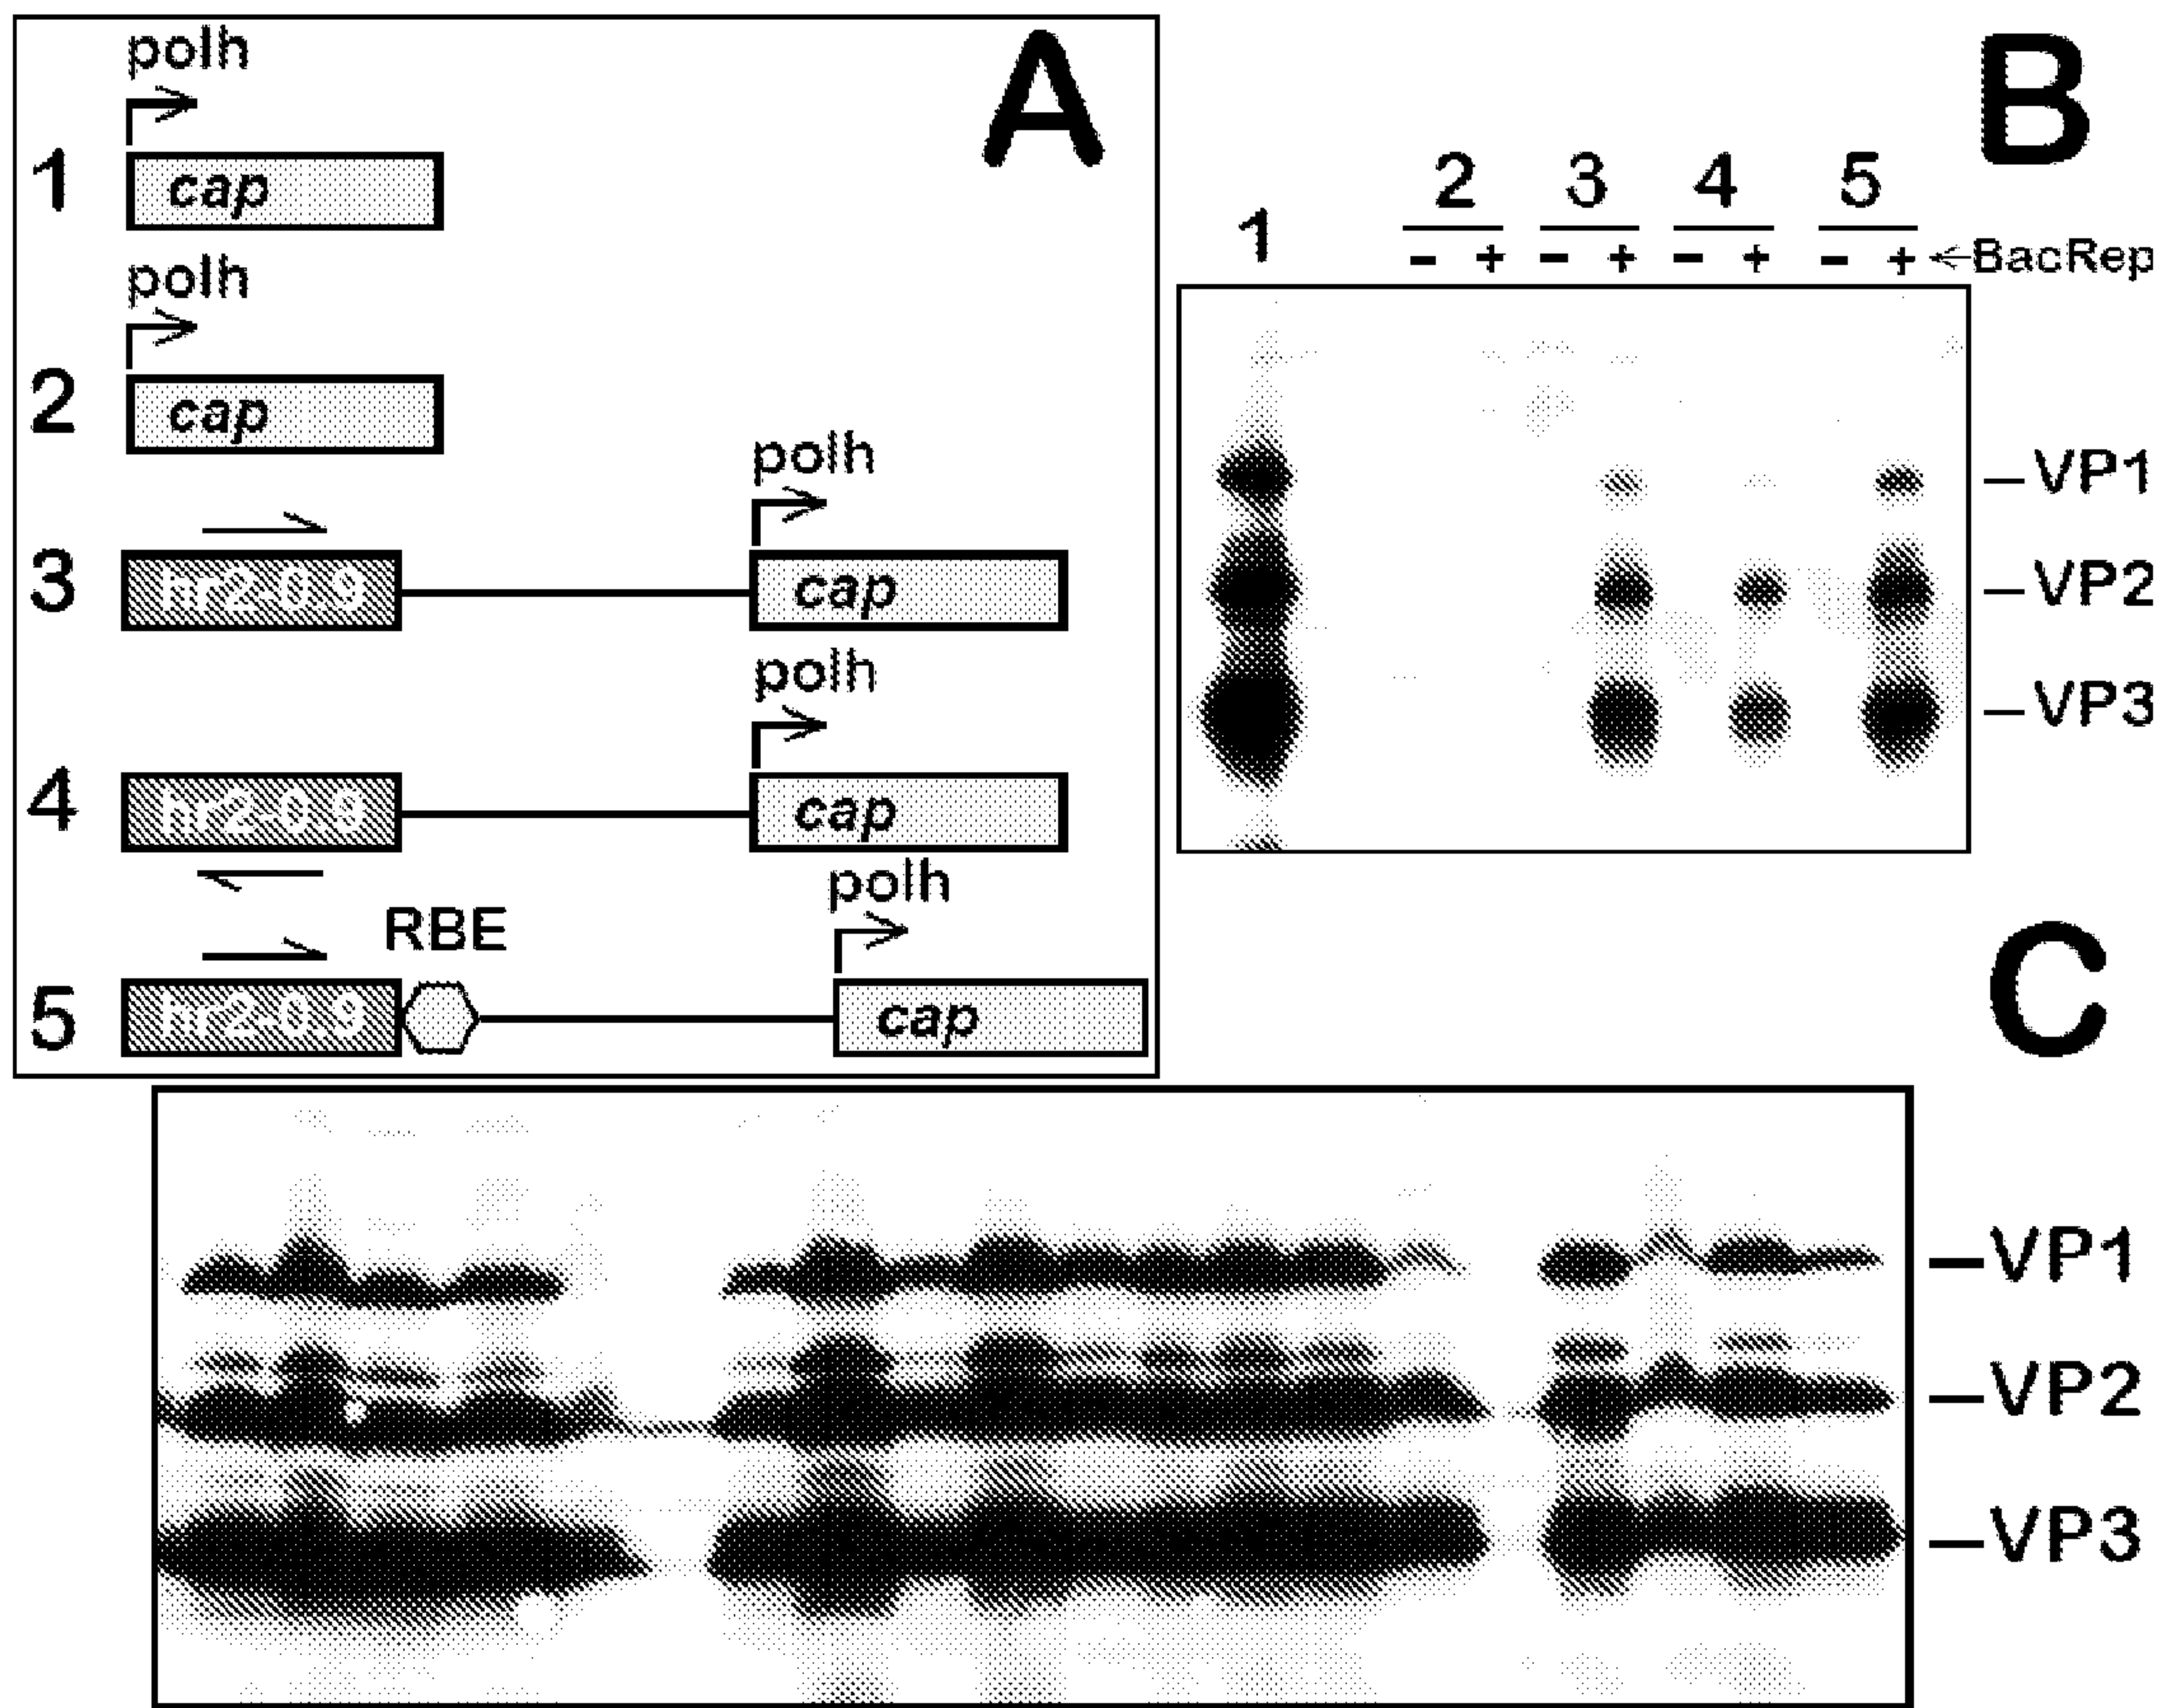 A
polh
1
cap
polh
2
cap
polh
3
hr2-0.9
cap
polh
4
hr2-0.9
cap
polh
RBE
5
hr2-0.9
cap
B
1
2 3 4 5
- + - + - + - + ←BacRep
–VP1
–VP2
–VP3
C
–VP1
–VP2
–VP3